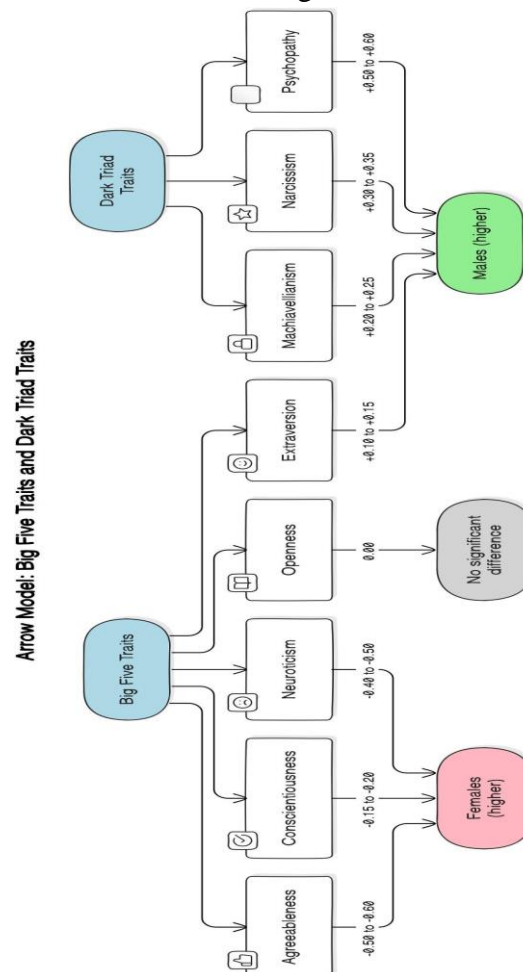 Arrow Model: Big Five Traits and Dark Triad Traits
Big Five Traits
Dark Triad
Traits
Agreeableness
Conscientiousness
Neuroticism
Openness
Extraversion
Machiavellianism
Narcissism
Psychopathy
-0.50 to -0.60
-0.15 to -0.20
-0.40 to -0.50
0.00
+0.10 to +0.15
+0.20 to +0.25
+0.30 to +0.35
+0.50 to +0.60
Females
(higher)
No significant
difference
Males (higher)